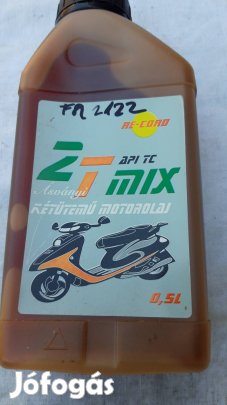 FR 2122
RE-CORD
2T API TC
Ásványi MIX
KÉTÜTEMŰ MOTOROLAJ
0,5L
Jófogás